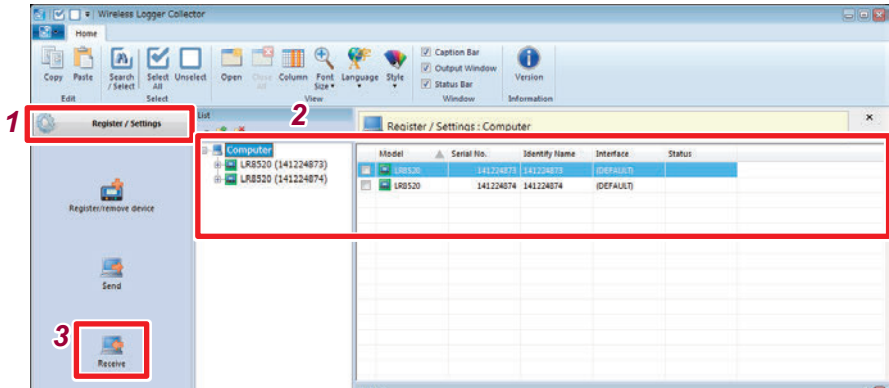 Wireless Logger Collector
Home
Copy Paste Search / Select Select All Unselect Open Close All Column Font Size Language Style
Caption Bar
Output Window
Status Bar
Version
Edit Select View Window Information
1 Register / Settings
List
2
Register / Settings : Computer
Computer
LR8520 (141224873)
LR8520 (141224874)
Model Serial No. Identify Name Interface Status
LR8520 141224873 141224873 (DEFAULT)
LR8520 141224874 141224874 (DEFAULT)
Register/remove device
Send
3
Receive